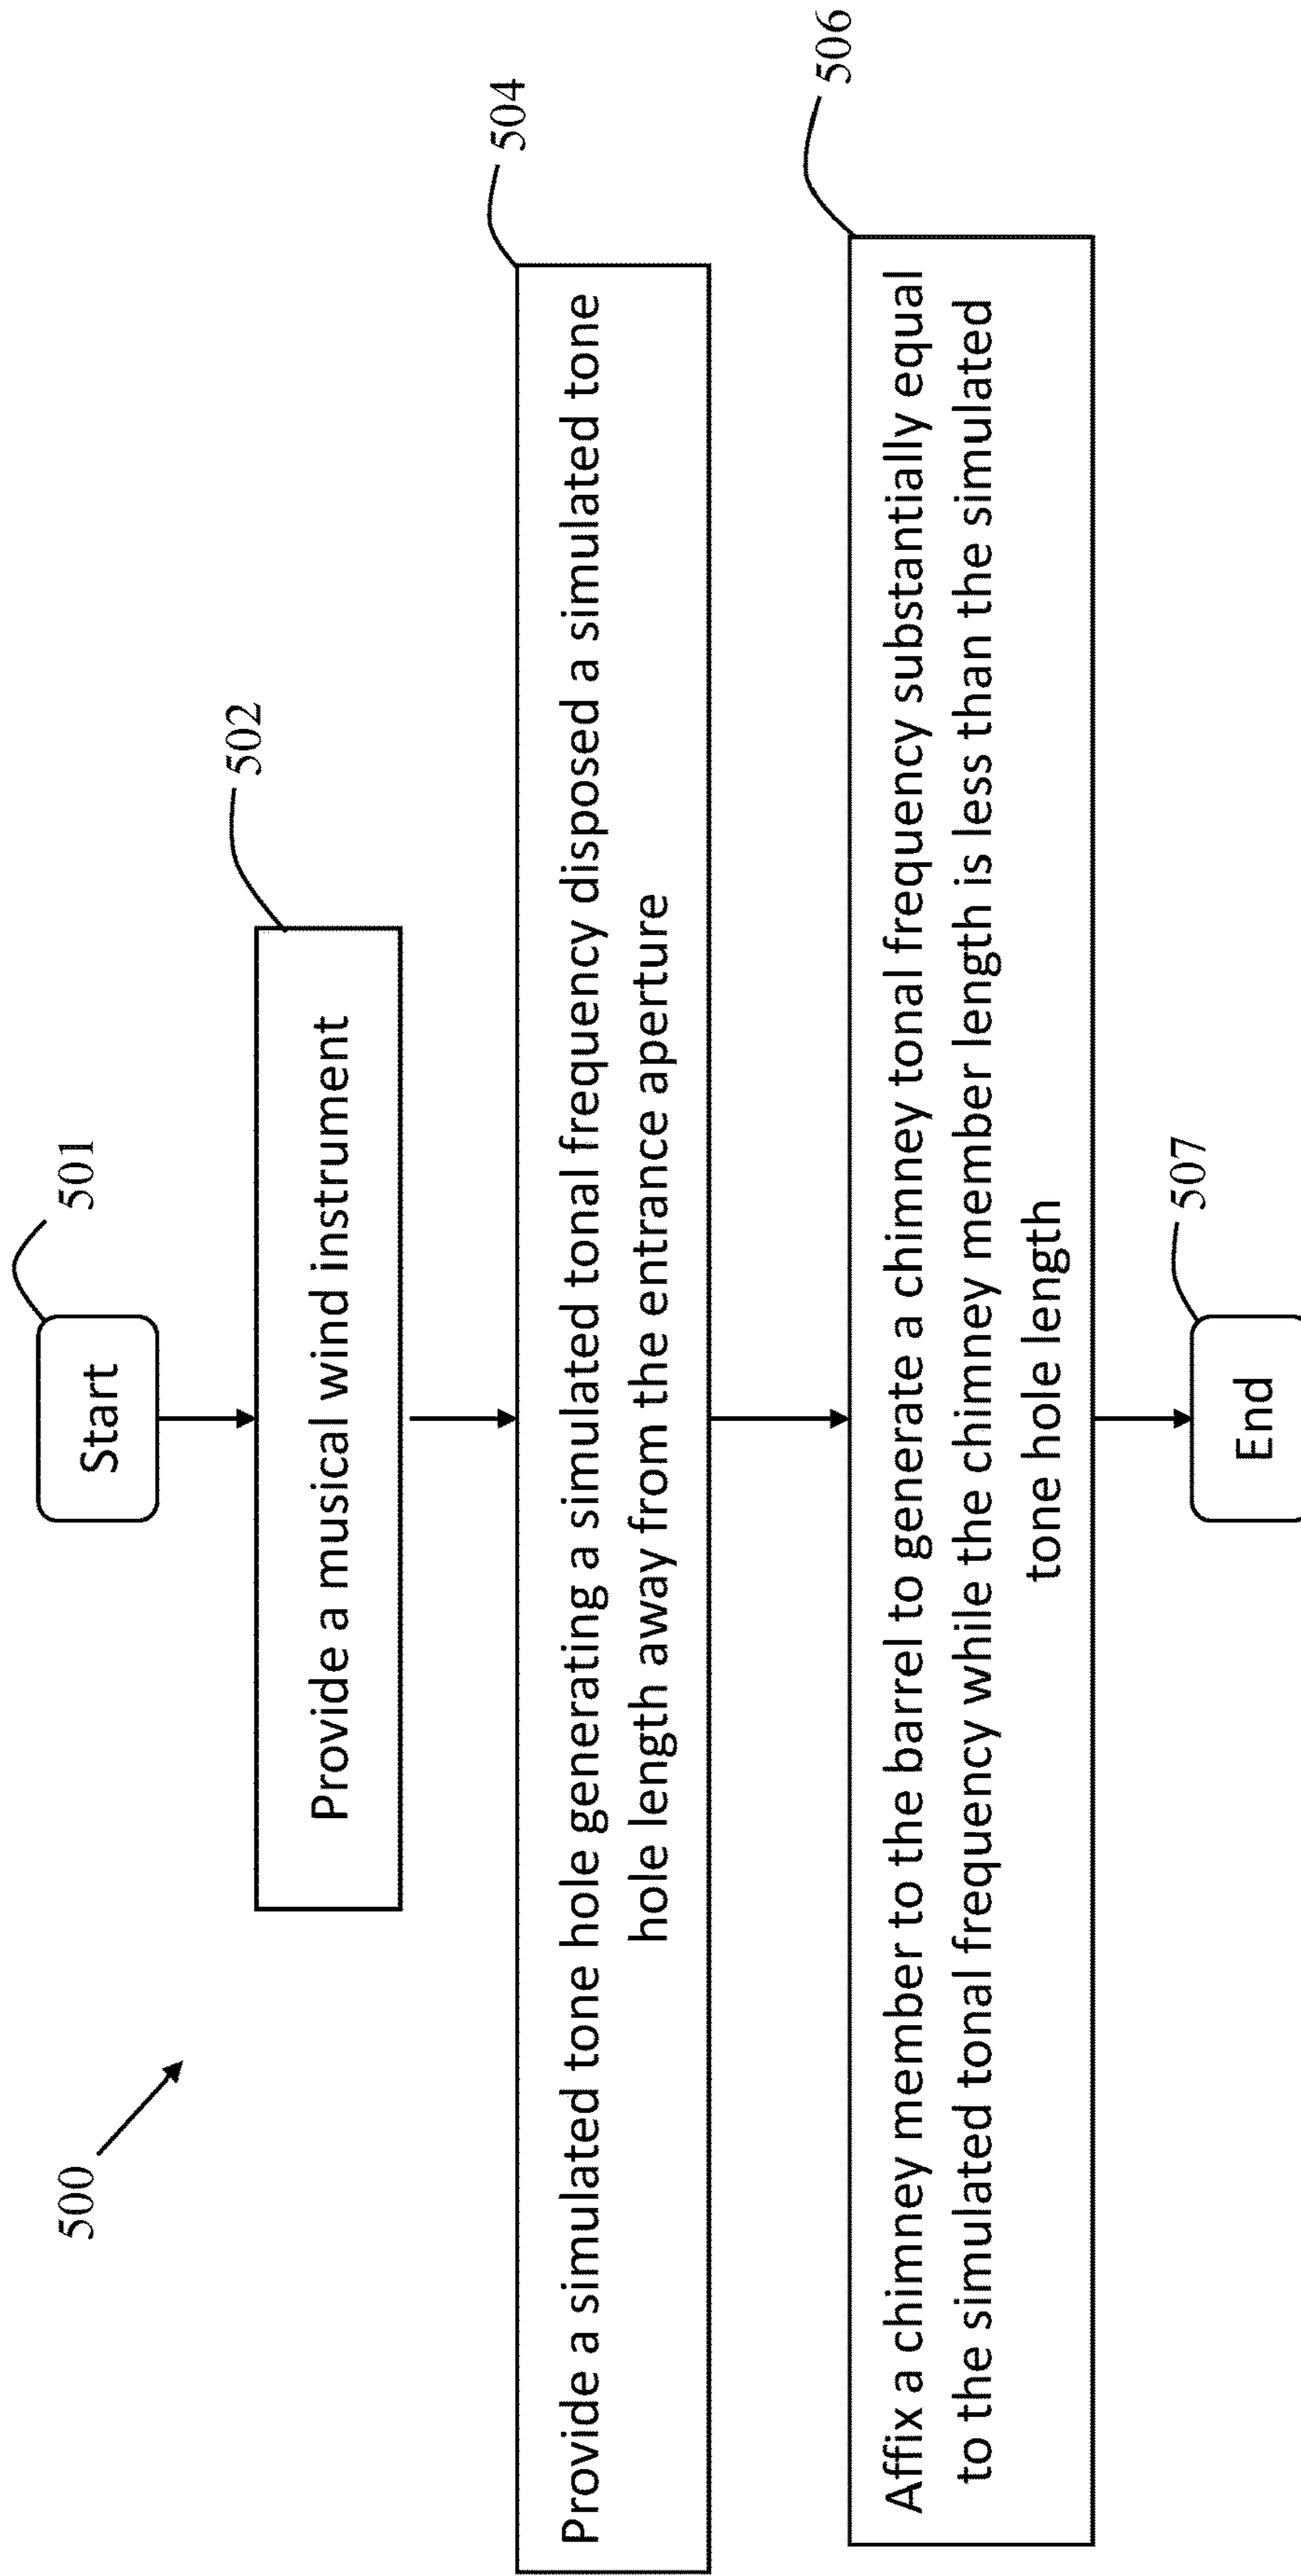 500
Start
501
Provide a musical wind instrument
502
Provide a simulated tone hole generating a simulated tonal frequency disposed a simulated tone
hole length away from the entrance aperture
504
Affix a chimney member to the barrel to generate a chimney tonal frequency substantially equal
to the simulated tonal frequency while the chimney member length is less than the simulated
tone hole length
506
End
507